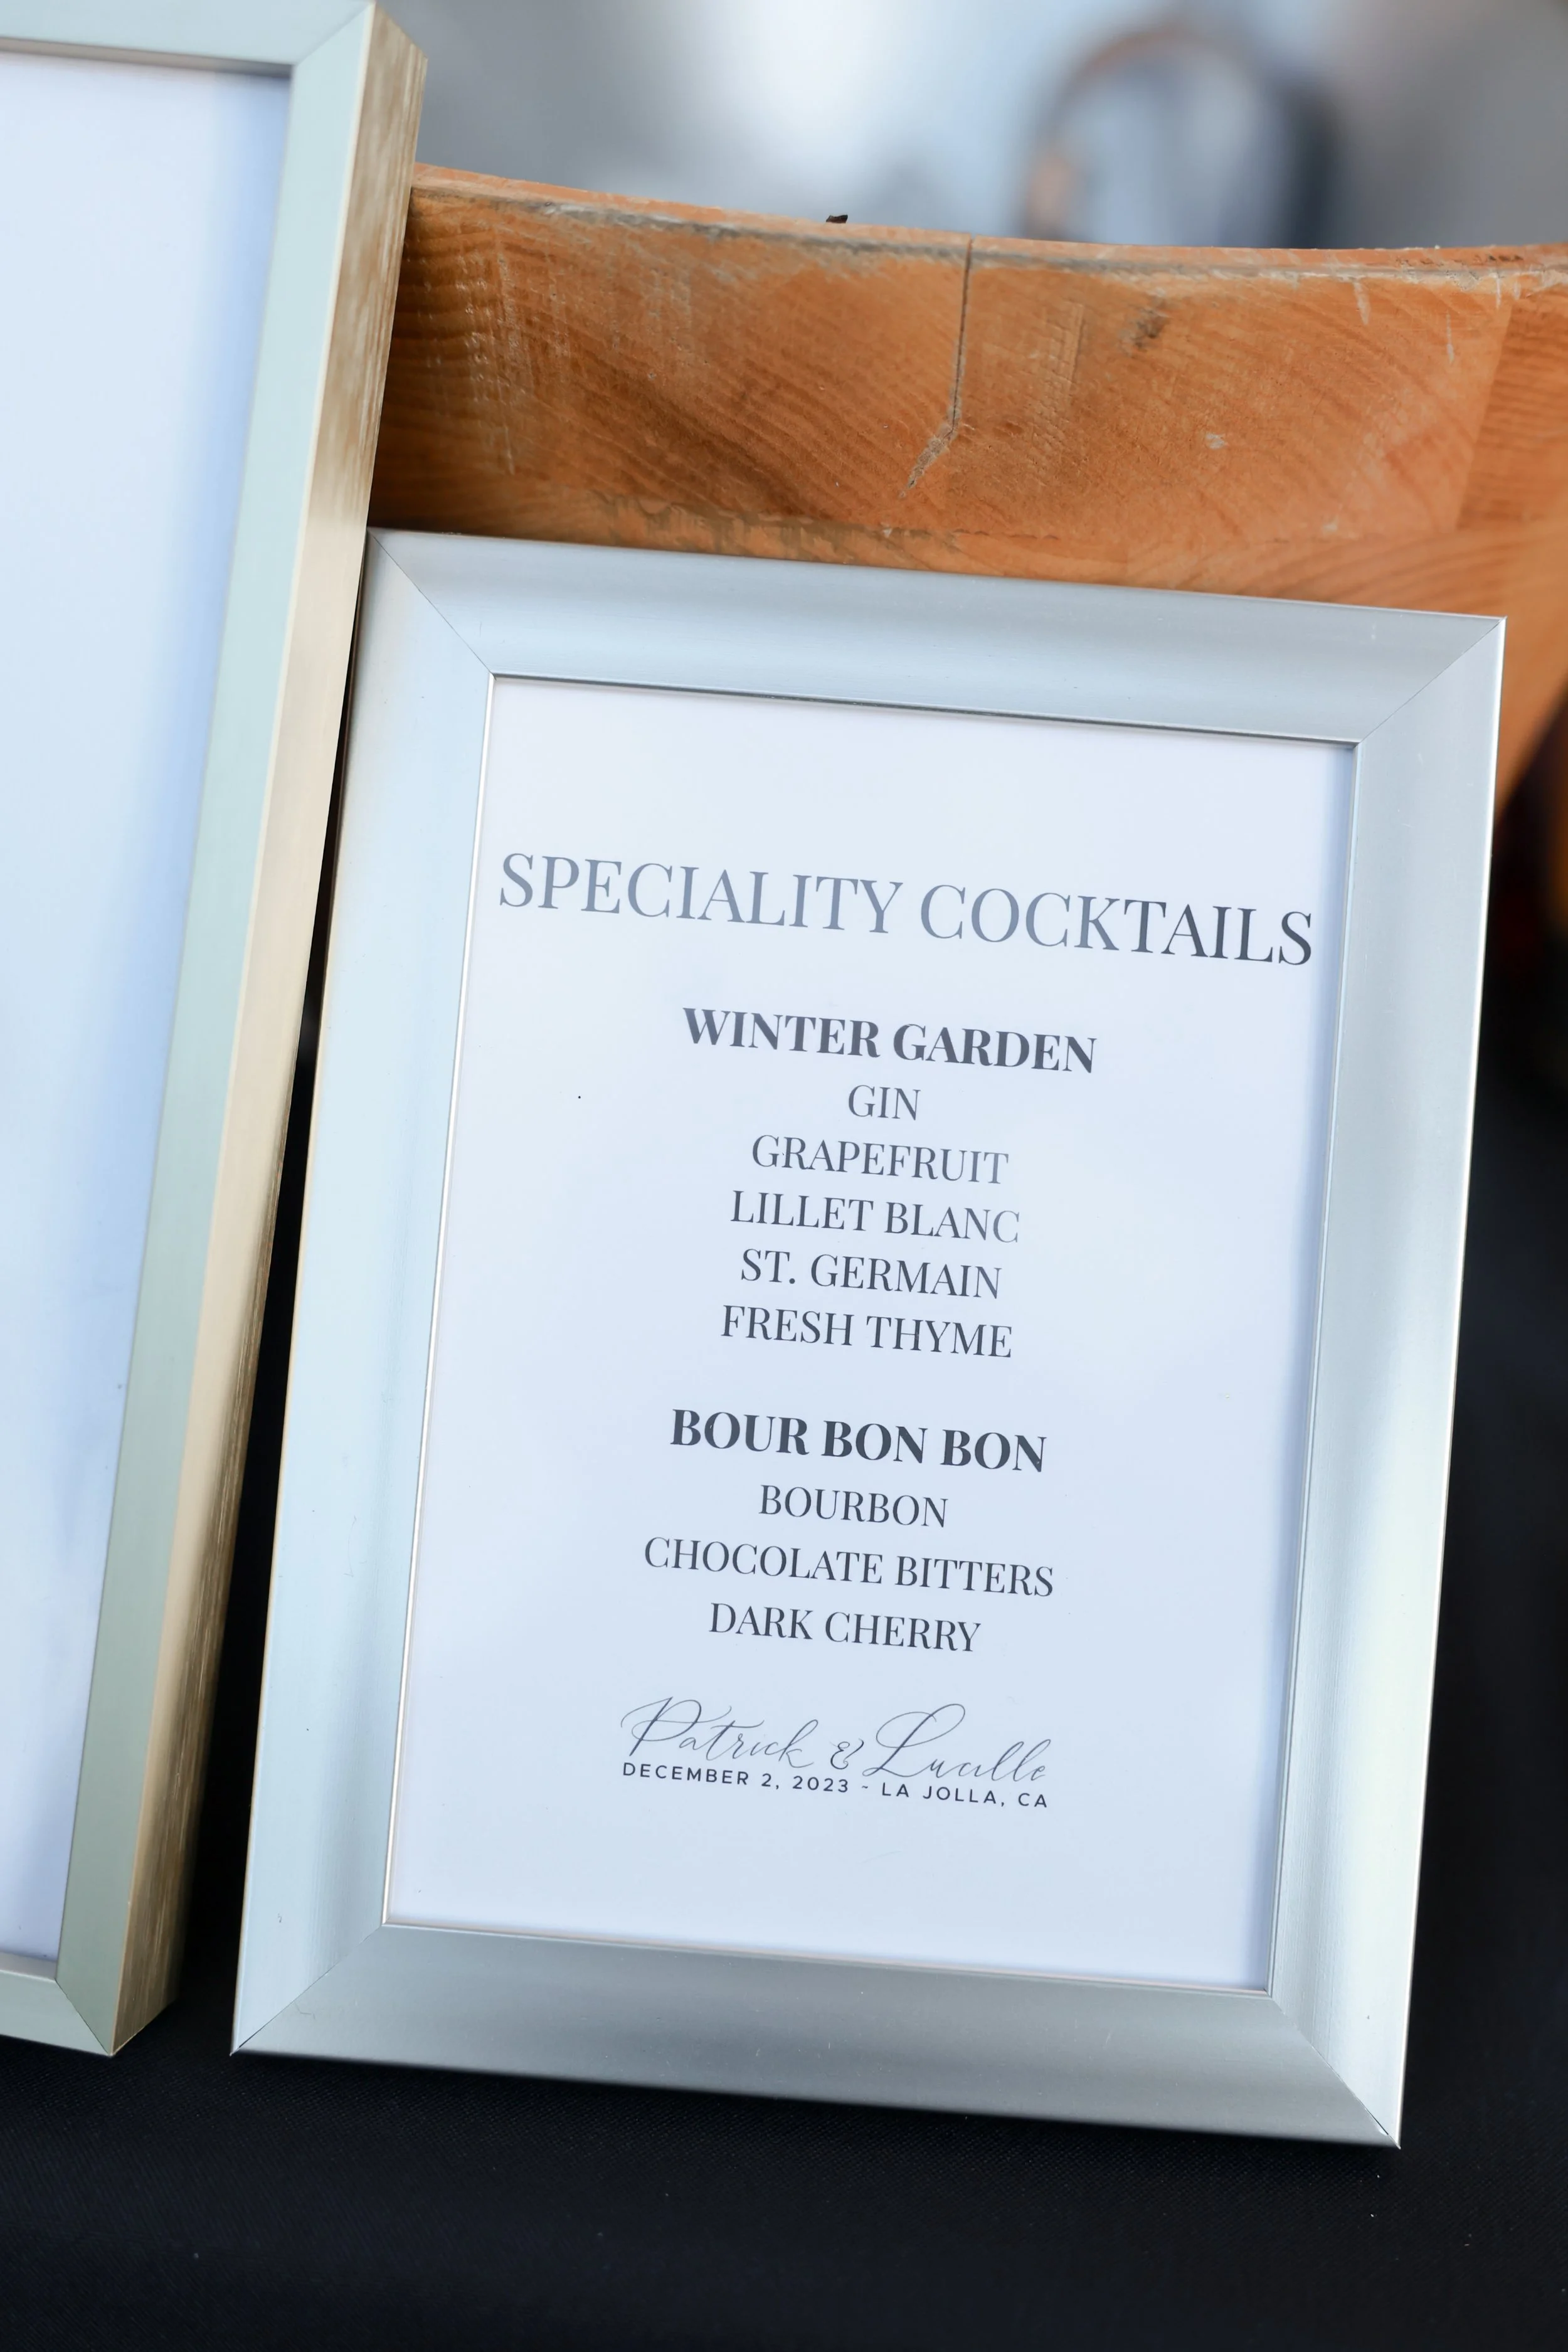 SPECIALITY COCKTAILS
WINTER GARDEN
GIN
GRAPEFRUIT
LILLET BLANC
ST. GERMAIN
FRESH THYME
BOUR BON BON
BOURBON
CHOCOLATE BITTERS
DARK CHERRY
Patrick & Lucille
DECEMBER 2, 2023 - LA JOLLA, CA